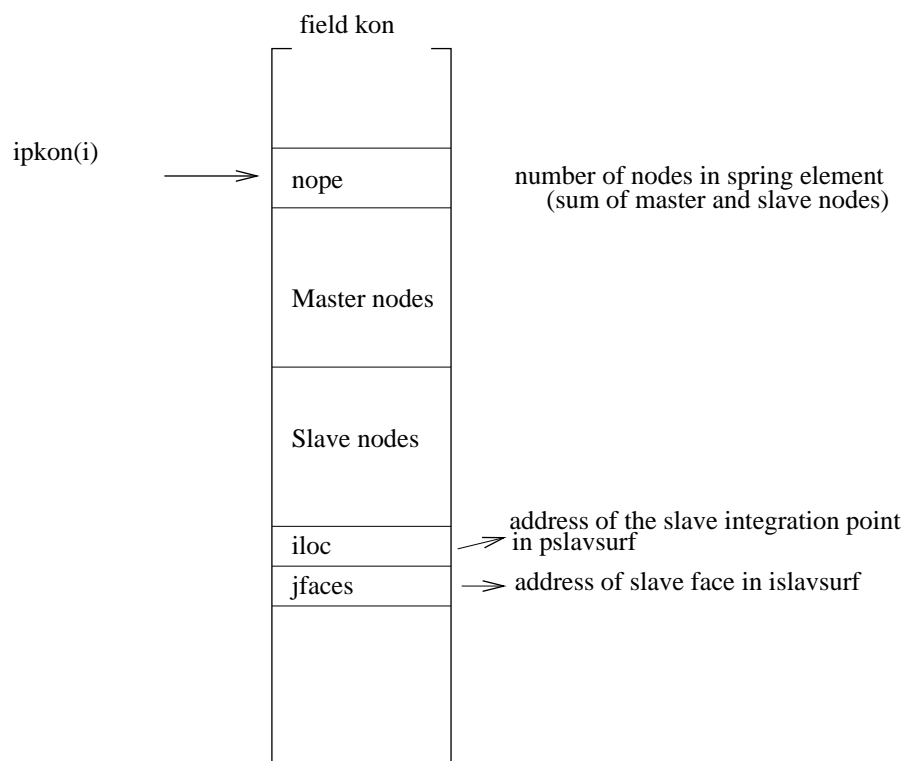 field kon
ipkon(i)
nope
number of nodes in spring element
(sum of master and slave nodes)
Master nodes
Slave nodes
iloc
address of the slave integration point
in pslavsurf
jfaces
address of slave face in islavsurf